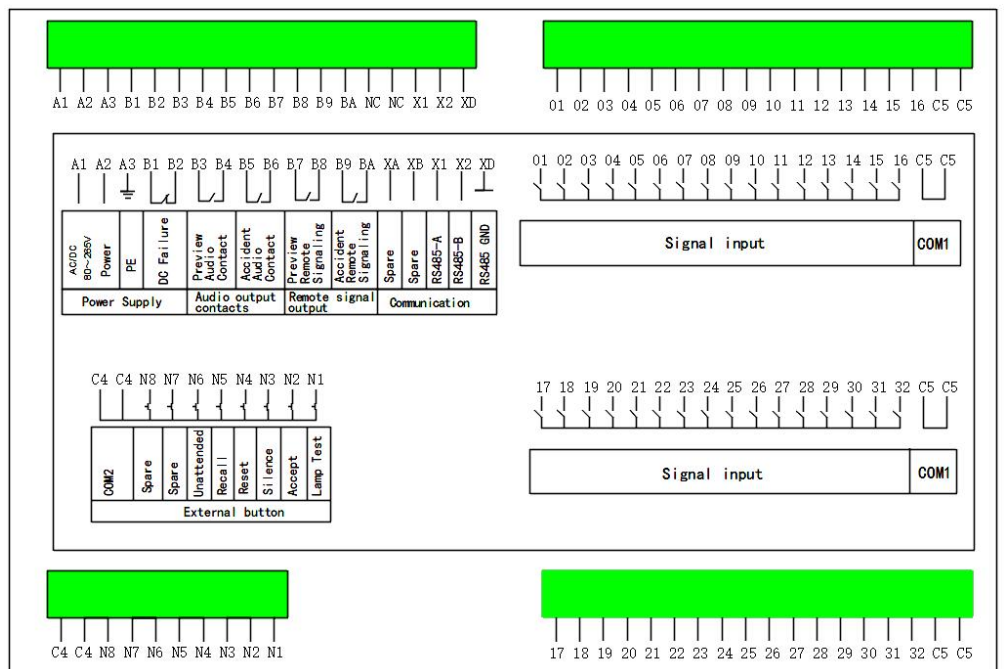 A1 A2 A3 B1 B2 B3 B4 B5 B6 B7 B8 B9 BA NC NC X1 X2 XD
01 02 03 04 05 06 07 08 09 10 11 12 13 14 15 16 C5 C5
A1 A2 A3 B1 B2 B3 B4 B5 B6 B7 B8 B9 BA XA XB X1 X2 XD
AC/DC
80~265V
Power
PE
DC Failure
Preview
Audio
Contact
Accident
Audio
Contact
Preview
Remote
Signaling
Accident
Remote
Signaling
Spare
Spare
RS485-A
RS485-B
RS485 GND
Power Supply
Audio output
contacts
Remote signal
output
Communication
01 02 03 04 05 06 07 08 09 10 11 12 13 14 15 16 C5 C5
Signal input
COM1
C4 C4 N8 N7 N6 N5 N4 N3 N2 N1
COM2
Spare
Spare
Unattended
Recall
Reset
Silence
Accept
Lamp Test
External button
17 18 19 20 21 22 23 24 25 26 27 28 29 30 31 32 C5 C5
Signal input
COM1
C4 C4 N8 N7 N6 N5 N4 N3 N2 N1
17 18 19 20 21 22 23 24 25 26 27 28 29 30 31 32 C5 C5